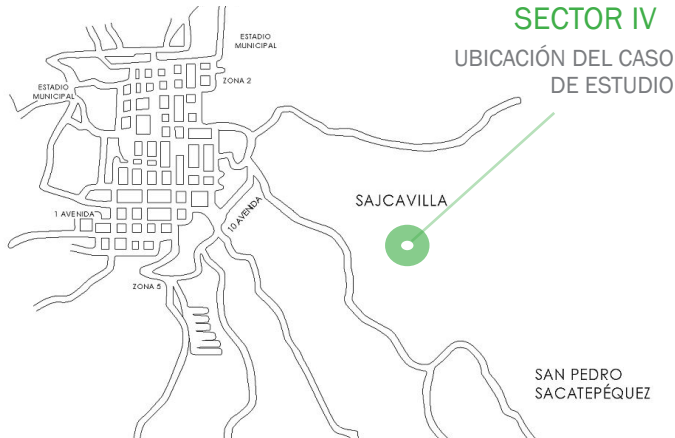 SECTOR IV
UBICACIÓN DEL CASO
DE ESTUDIO
ESTADIO
MUNICIPAL
ZONA 2
ESTADIO
MUNICIPAL
SAJCAVILLA
10 AVENIDA
1 AVENIDA
ZONA 5
SAN PEDRO
SACATEPÉQUEZ